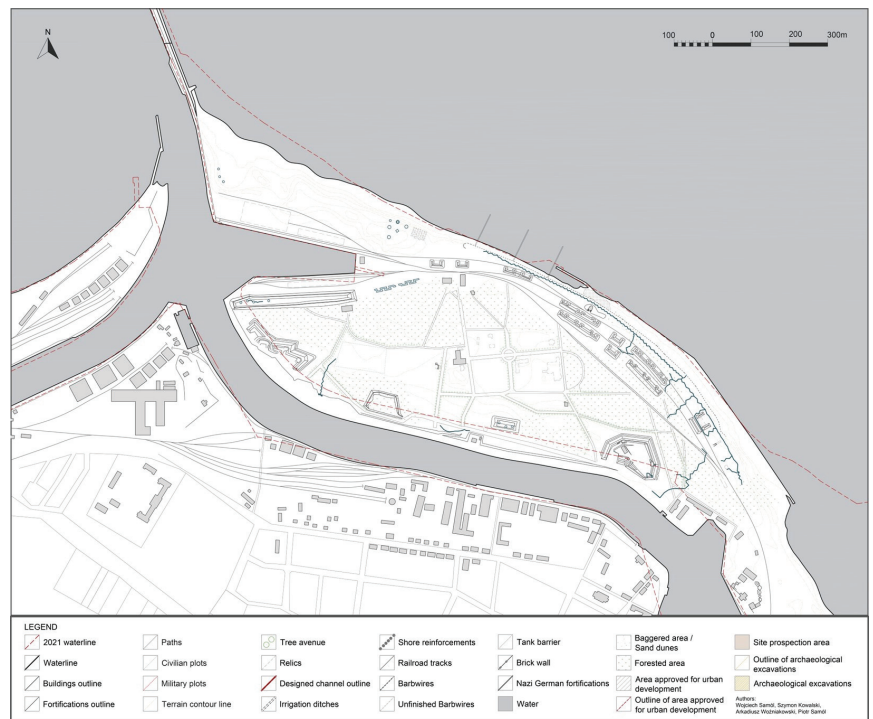 N
100 0 100 200 300m
LEGEND
2021 waterline
Waterline
Buildings outline
Fortifications outline
Paths
Civilian plots
Military plots
Terrain contour line
Tree avenue
Relics
Designed channel outline
Irrigation ditches
Shore reinforcements
Railroad tracks
Barbwires
Unfinished Barbwires
Tank barrier
Brick wall
Nazi German fortifications
Water
Baggered area /
Sand dunes
Forested area
Area approved for urban
development
Outline of area approved
for urban development
Site prospection area
Outline of archaeological
excavations
Archaeological excavations
Authors:
Wojciech Samól, Szymon Kowalski,
Arkadiusz Woźniakowski, Piotr Samól